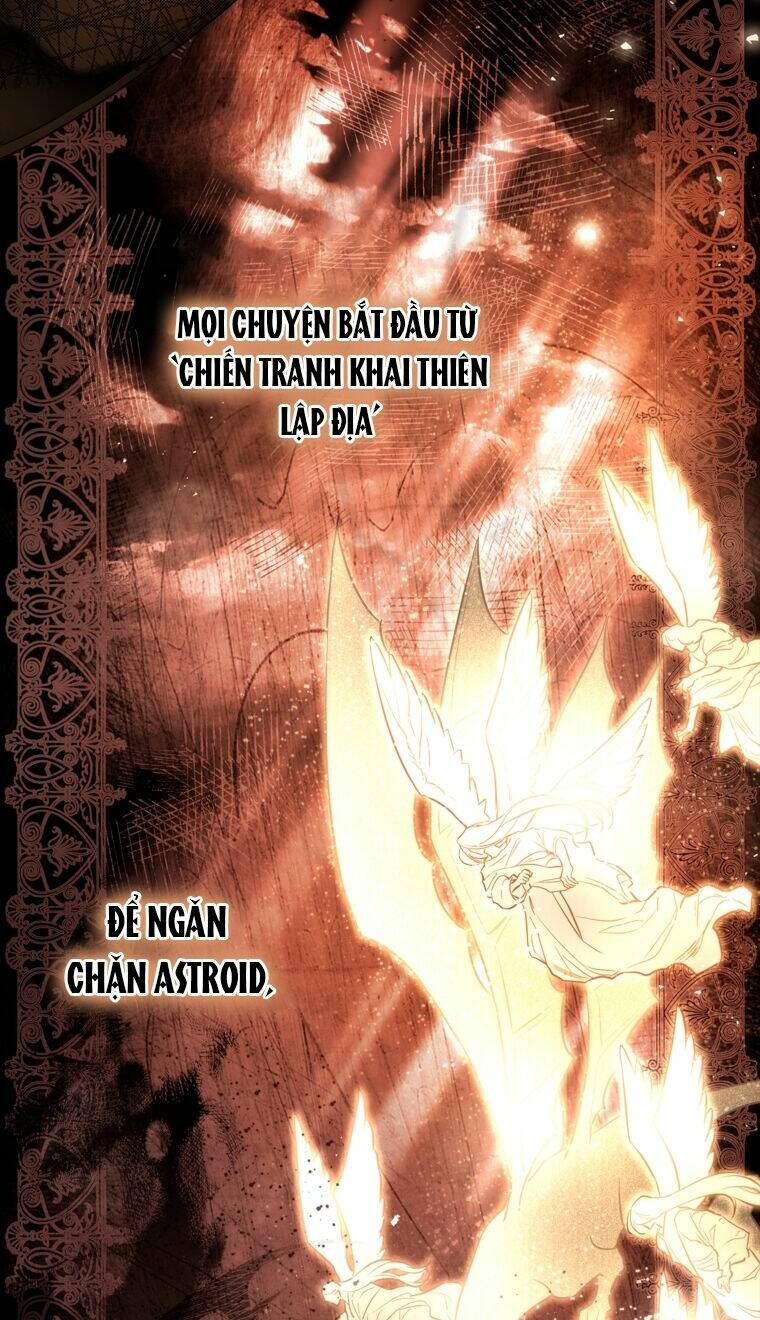 MỌI CHUYỆN BẮT ĐẦU TỪ
‘CHIẾN TRANH KHAI THIÊN
LẬP ĐỊA’
ĐỂ NGĂN
CHẶN ASTROID,